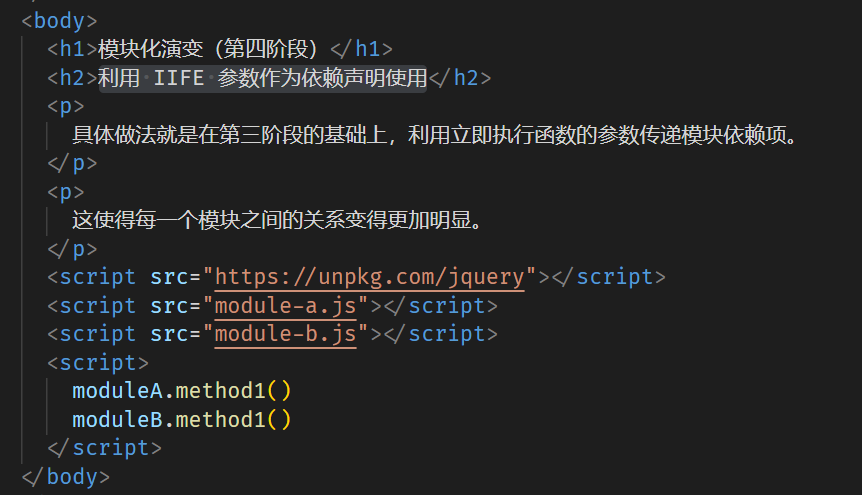 <body>
<h1>模块化演变（第四阶段）</h1>
<h2>利用 IIFE 参数作为依赖声明使用</h2>
<p>
具体做法就是在第三阶段的基础上，利用立即执行函数的参数传递模块依赖项。
</p>
<p>
这使得每一个模块之间的关系变得更加明显。
</p>
<script src="https://unpkg.com/jquery"></script>
<script src="module-a.js"></script>
<script src="module-b.js"></script>
<script>
moduleA.method1()
moduleB.method1()
</script>
</body>